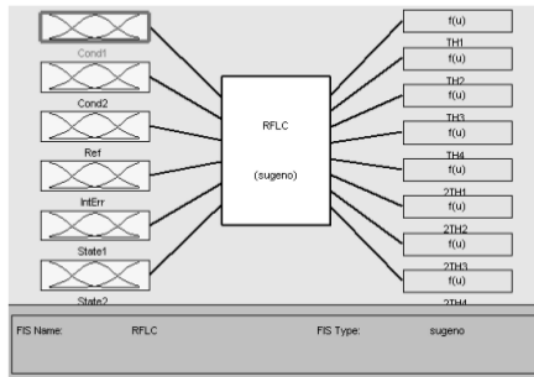 Cond1
Cond2
Ref
IntErr
State1
State2
RFLC
(sugeno)
f(u)
TH1
f(u)
TH2
f(u)
TH3
f(u)
TH4
f(u)
2TH1
f(u)
2TH2
f(u)
2TH3
f(u)
2TH4
FIS Name: RFLC FIS Type: sugeno